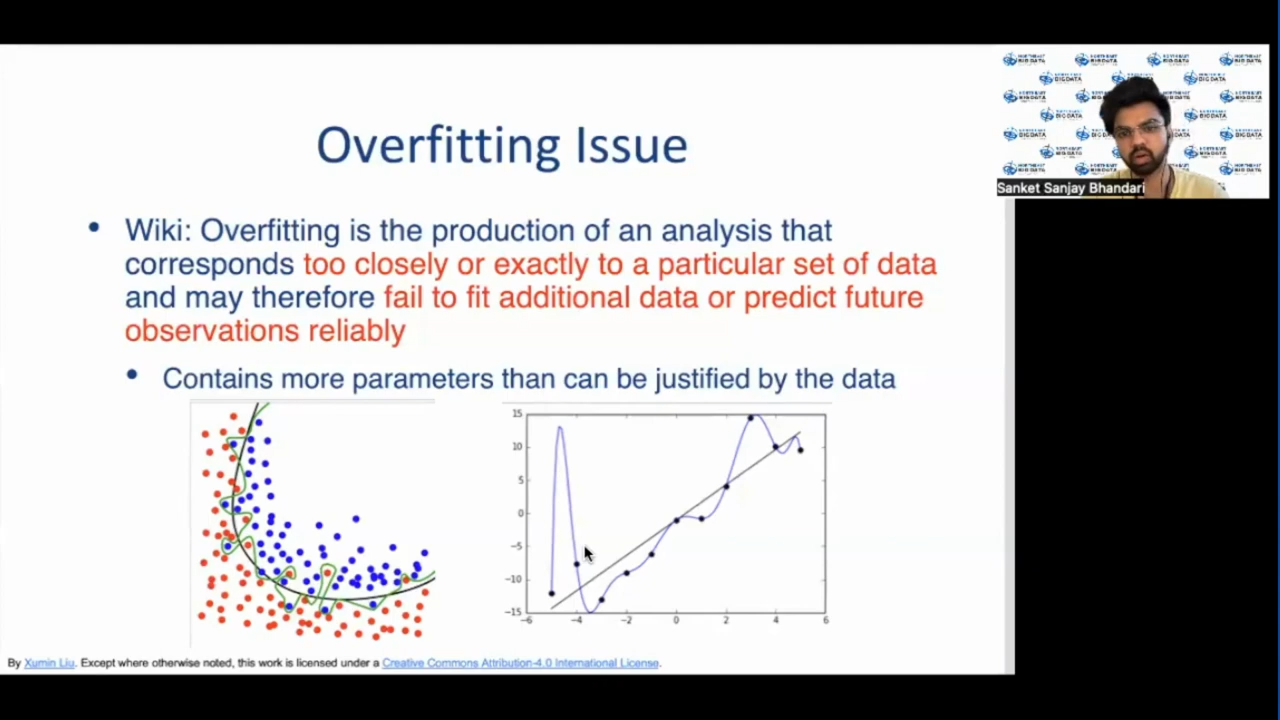 Overfitting Issue
• Wiki: Overfitting is the production of an analysis that
corresponds too closely or exactly to a particular set of data
and may therefore fail to fit additional data or predict future
observations reliably
• Contains more parameters than can be justified by the data
15
10
5
0
−5
−10
−15
−6 −4 −2 0 2 4 6
By Xumin Liu. Except where otherwise noted, this work is licensed under a Creative Commons Attribution-4.0 International License.
NORTHEAST
BIG DATA
Sanket Sanjay Bhandari